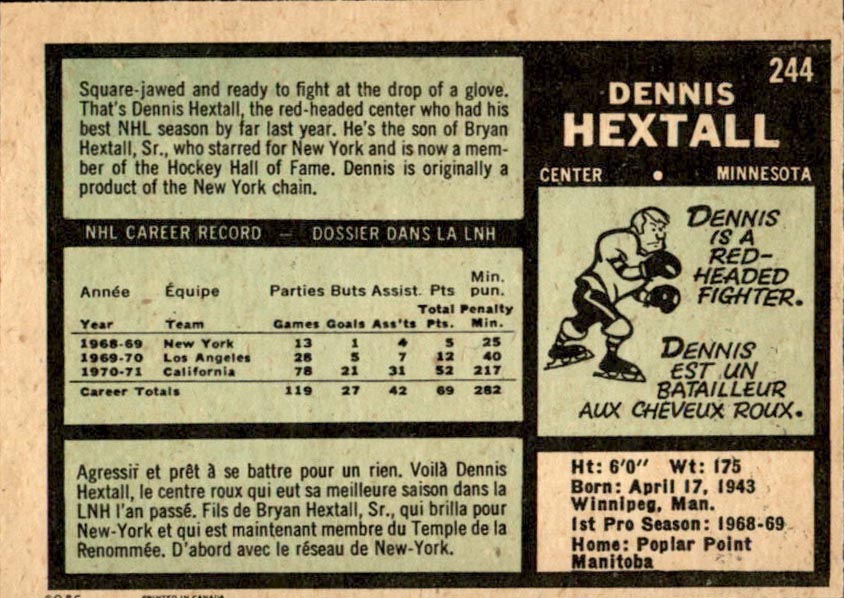 Square-jawed and ready to fight at the drop of a glove.
That's Dennis Hextall, the red-headed center who had his
best NHL season by far last year. He's the son of Bryan
Hextall, Sr., who starred for New York and is now a mem-
ber of the Hockey Hall of Fame. Dennis is originally a
product of the New York chain.
244
DENNIS
HEXTALL
CENTER • MINNESOTA
NHL CAREER RECORD — DOSSIER DANS LA LNH
Année Équipe Parties Buts Assist. Pts Min. pun.
Year Team Games Goals Ass'ts Total Pts. Penalty Min.
1968-69 New York 13 1 4 5 25
1969-70 Los Angeles 28 5 7 12 40
1970-71 California 78 21 31 52 217
Career Totals 119 27 42 69 282
DENNIS
IS A
RED-
HEADED
FIGHTER.
DENNIS
EST UN
BATAILLEUR
AUX CHEVEUX ROUX.
Agressif et prêt à se battre pour un rien. Voilà Dennis
Hextall, le centre roux qui eut sa meilleure saison dans la
LNH l'an passé. Fils de Bryan Hextall, Sr., qui brilla pour
New-York et qui est maintenant membre du Temple de la
Renommée. D'abord avec le réseau de New-York.
Ht: 6'0" Wt: 175
Born: April 17, 1943
Winnipeg, Man.
1st Pro Season: 1968-69
Home: Poplar Point
Manitoba
PRINTED IN CANADA